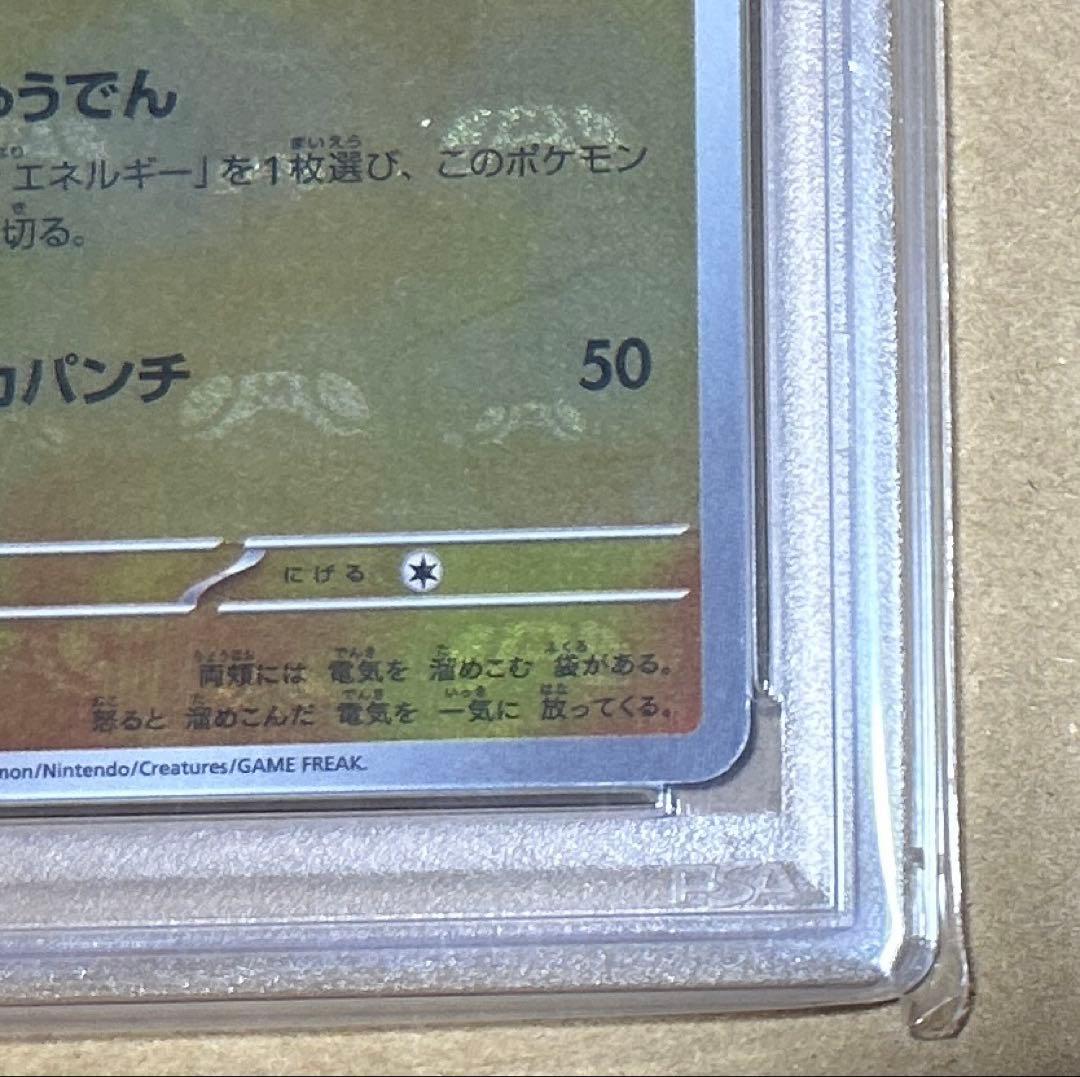 うでん
エネルギー」を1枚選び、このポケモン
切る。
パンチ 50
にげる
両頬には 電気を 溜めこむ 袋がある。
怒ると 溜めこんだ 電気を 一気に 放ってくる。
mon/Nintendo/Creatures/GAME FREAK.
PSA